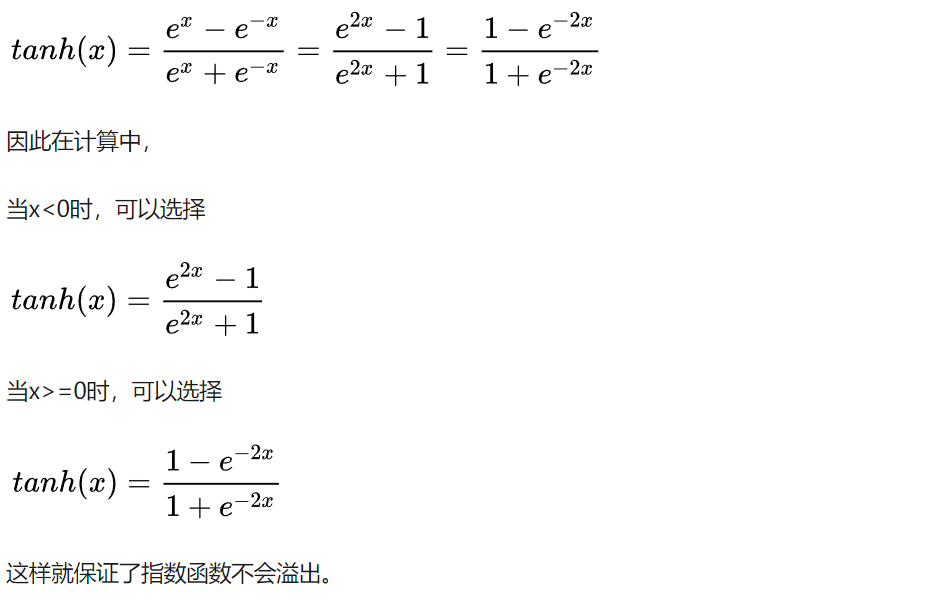 tanh(x) = \frac{e^x - e^{-x}}{e^x + e^{-x}} = \frac{e^{2x} - 1}{e^{2x} + 1} = \frac{1 - e^{-2x}}{1 + e^{-2x}}
因此在计算中，
当x<0时，可以选择
tanh(x) = \frac{e^{2x} - 1}{e^{2x} + 1}
当x>=0时，可以选择
tanh(x) = \frac{1 - e^{-2x}}{1 + e^{-2x}}
这样就保证了指数函数不会溢出。